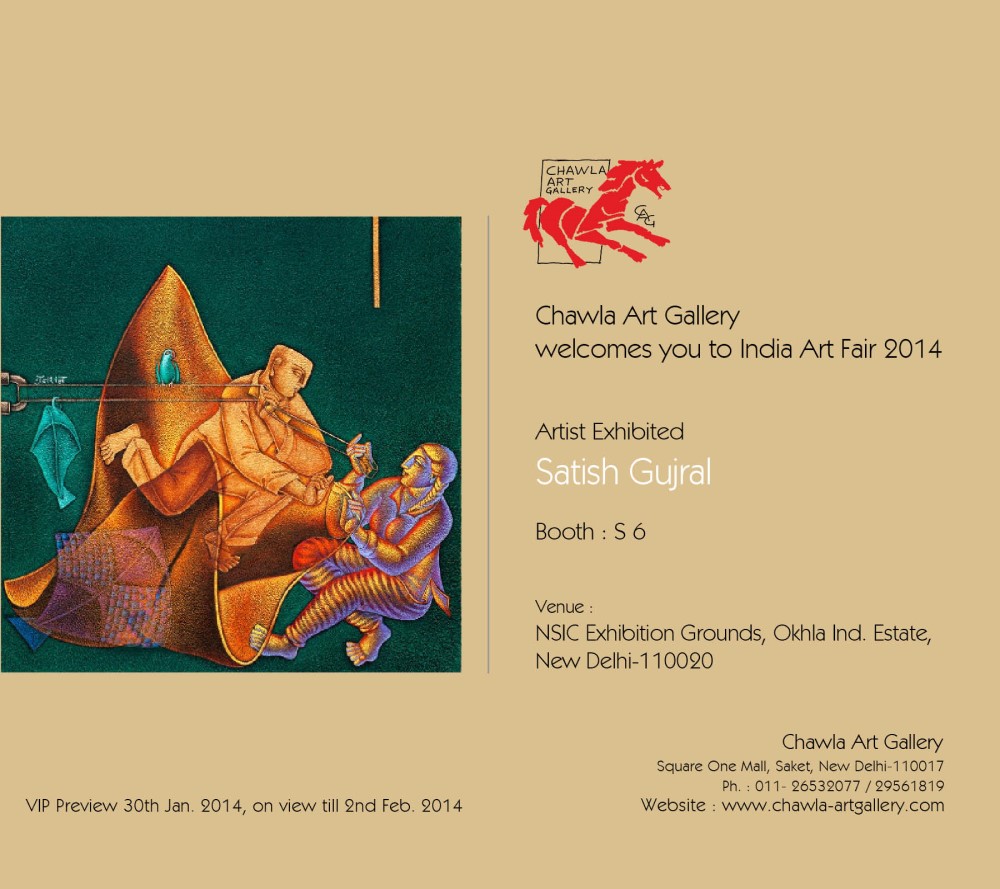 CHAWLA
ART
GALLERY
CAG
Chawla Art Gallery
welcomes you to India Art Fair 2014
Artist Exhibited
Satish Gujral
Booth : S 6
Venue :
NSIC Exhibition Grounds, Okhla Ind. Estate,
New Delhi-110020
Chawla Art Gallery
Square One Mall, Saket, New Delhi-110017
Ph. : 011- 26532077 / 29561819
Website : www.chawla-artgallery.com
VIP Preview 30th Jan. 2014, on view till 2nd Feb. 2014